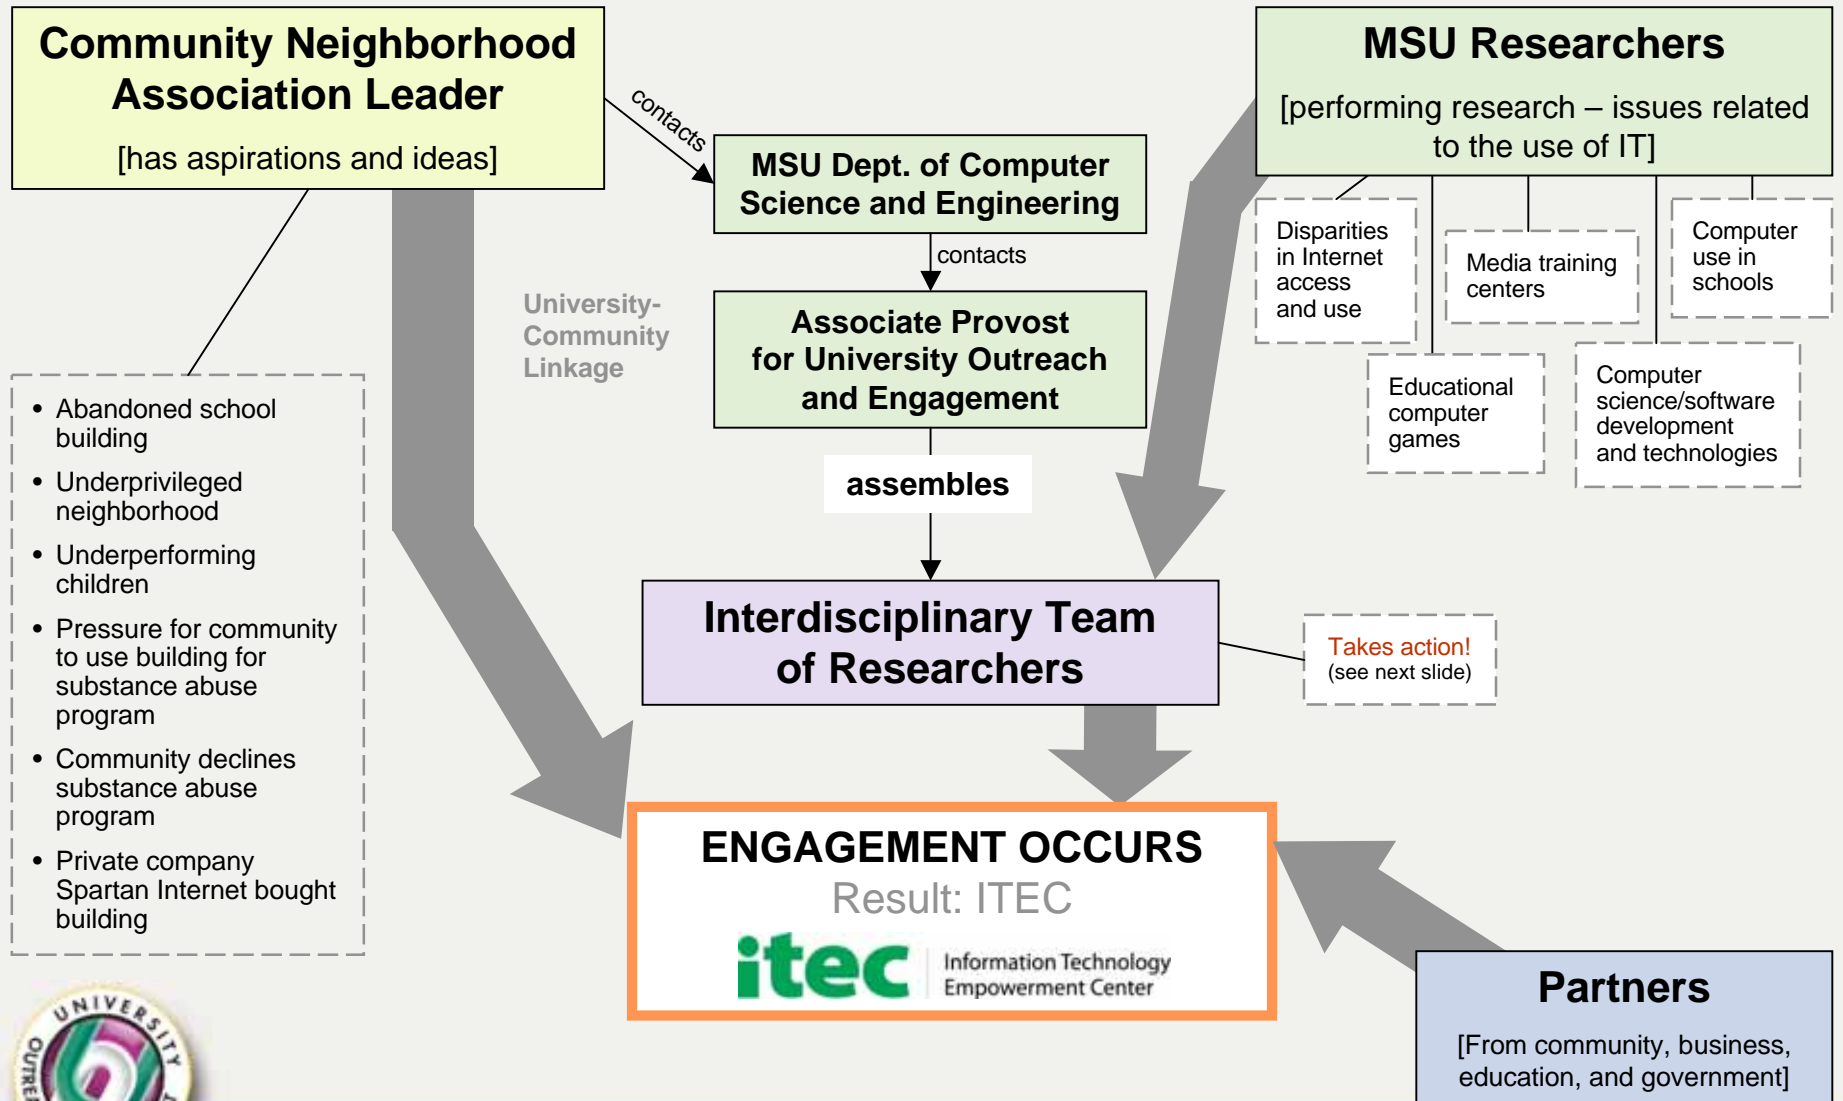 Community Neighborhood
Association Leader
[has aspirations and ideas]
contacts
MSU Dept. of Computer
Science and Engineering
contacts
Associate Provost
for University Outreach
and Engagement
assembles
University-
Community
Linkage
MSU Researchers
[performing research – issues related
to the use of IT]
Disparities
in Internet
access
and use
Educational
computer
games
Media training
centers
Computer
science/software
development
and technologies
Computer
use in
schools
• Abandoned school
building
• Underprivileged
neighborhood
• Underperforming
children
• Pressure for community
to use building for
substance abuse
program
• Community declines
substance abuse
program
• Private company
Spartan Internet bought
building
Interdisciplinary Team
of Researchers
Takes action!
(see next slide)
ENGAGEMENT OCCURS
Result: ITEC
itec
Information Technology
Empowerment Center
Partners
[From community, business,
education, and government]
UNIVERSITY